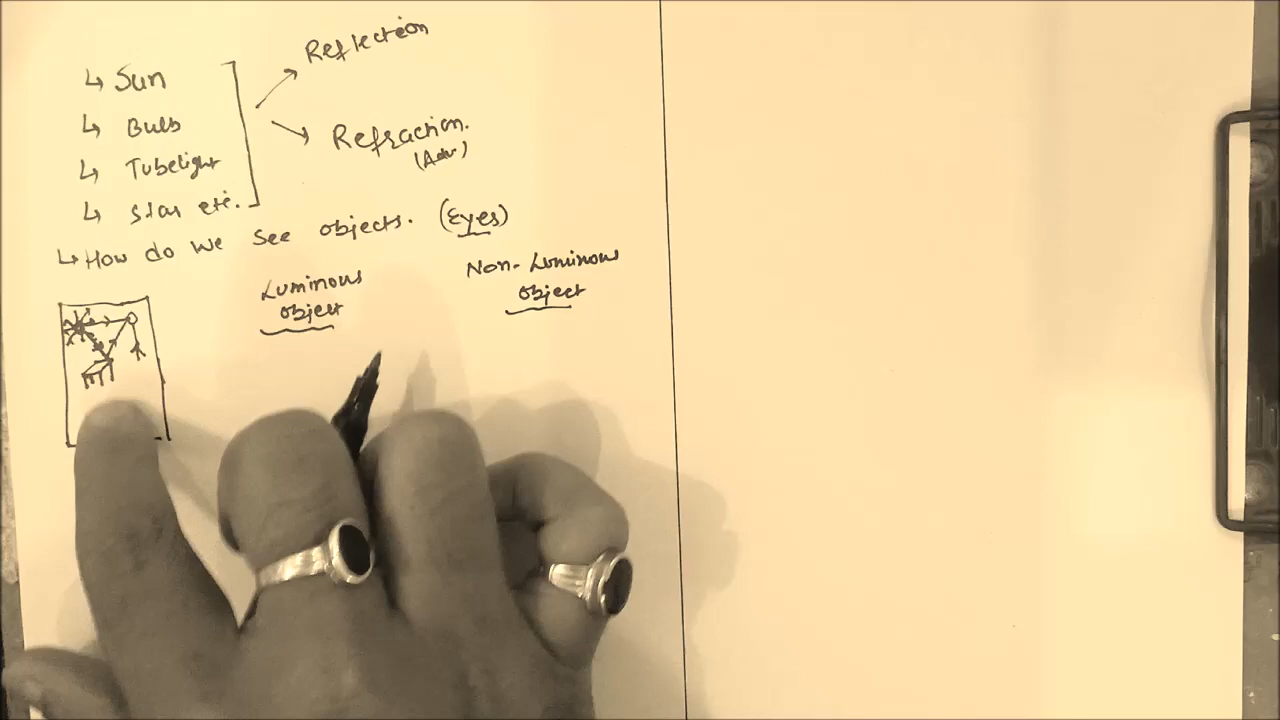 ↳ Sun
↳ Bulb
↳ Tubelight
↳ Star etc.
Reflection
Refraction.
(Adv.)
↳ How do we see objects. (Eyes)
Luminous
object
Non-Luminous
object